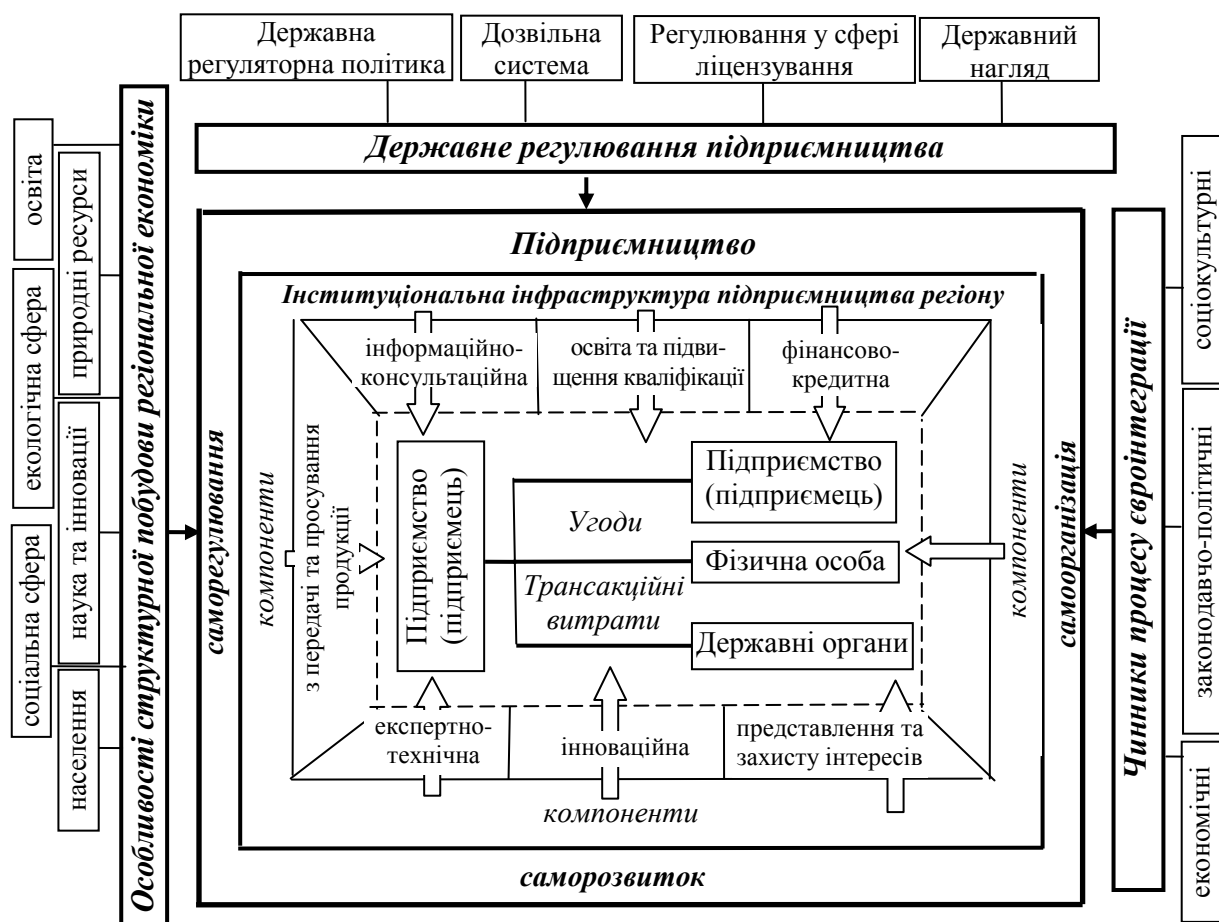 Державна
регуляторна політика
Дозвільна
система
Регулювання у сфері
ліцензування
Державний
нагляд
Державне регулювання підприємництва
освіта
природні ресурси
екологічна сфера
наука та інновації
соціальна сфера
населення
Особливості структурної побудови регіональної економіки
Підприємництво
Інституціональна інфраструктура підприємництва регіону
інформаційно-
консультаційна
освіта та підви-
щення кваліфікації
фінансово-
кредитна
саморегулювання
компоненти
з передачі та просування
продукції
Підприємство
(підприємець)
Угоди
Трансакційні
витрати
Підприємство
(підприємець)
Фізична особа
Державні органи
компоненти
самоорганізація
експертно-
технічна
інноваційна
представлення та
захисту інтересів
компоненти
саморозвиток
Чинники процесу євроінтеграції
соціокультурні
законодавчо-політичні
економічні